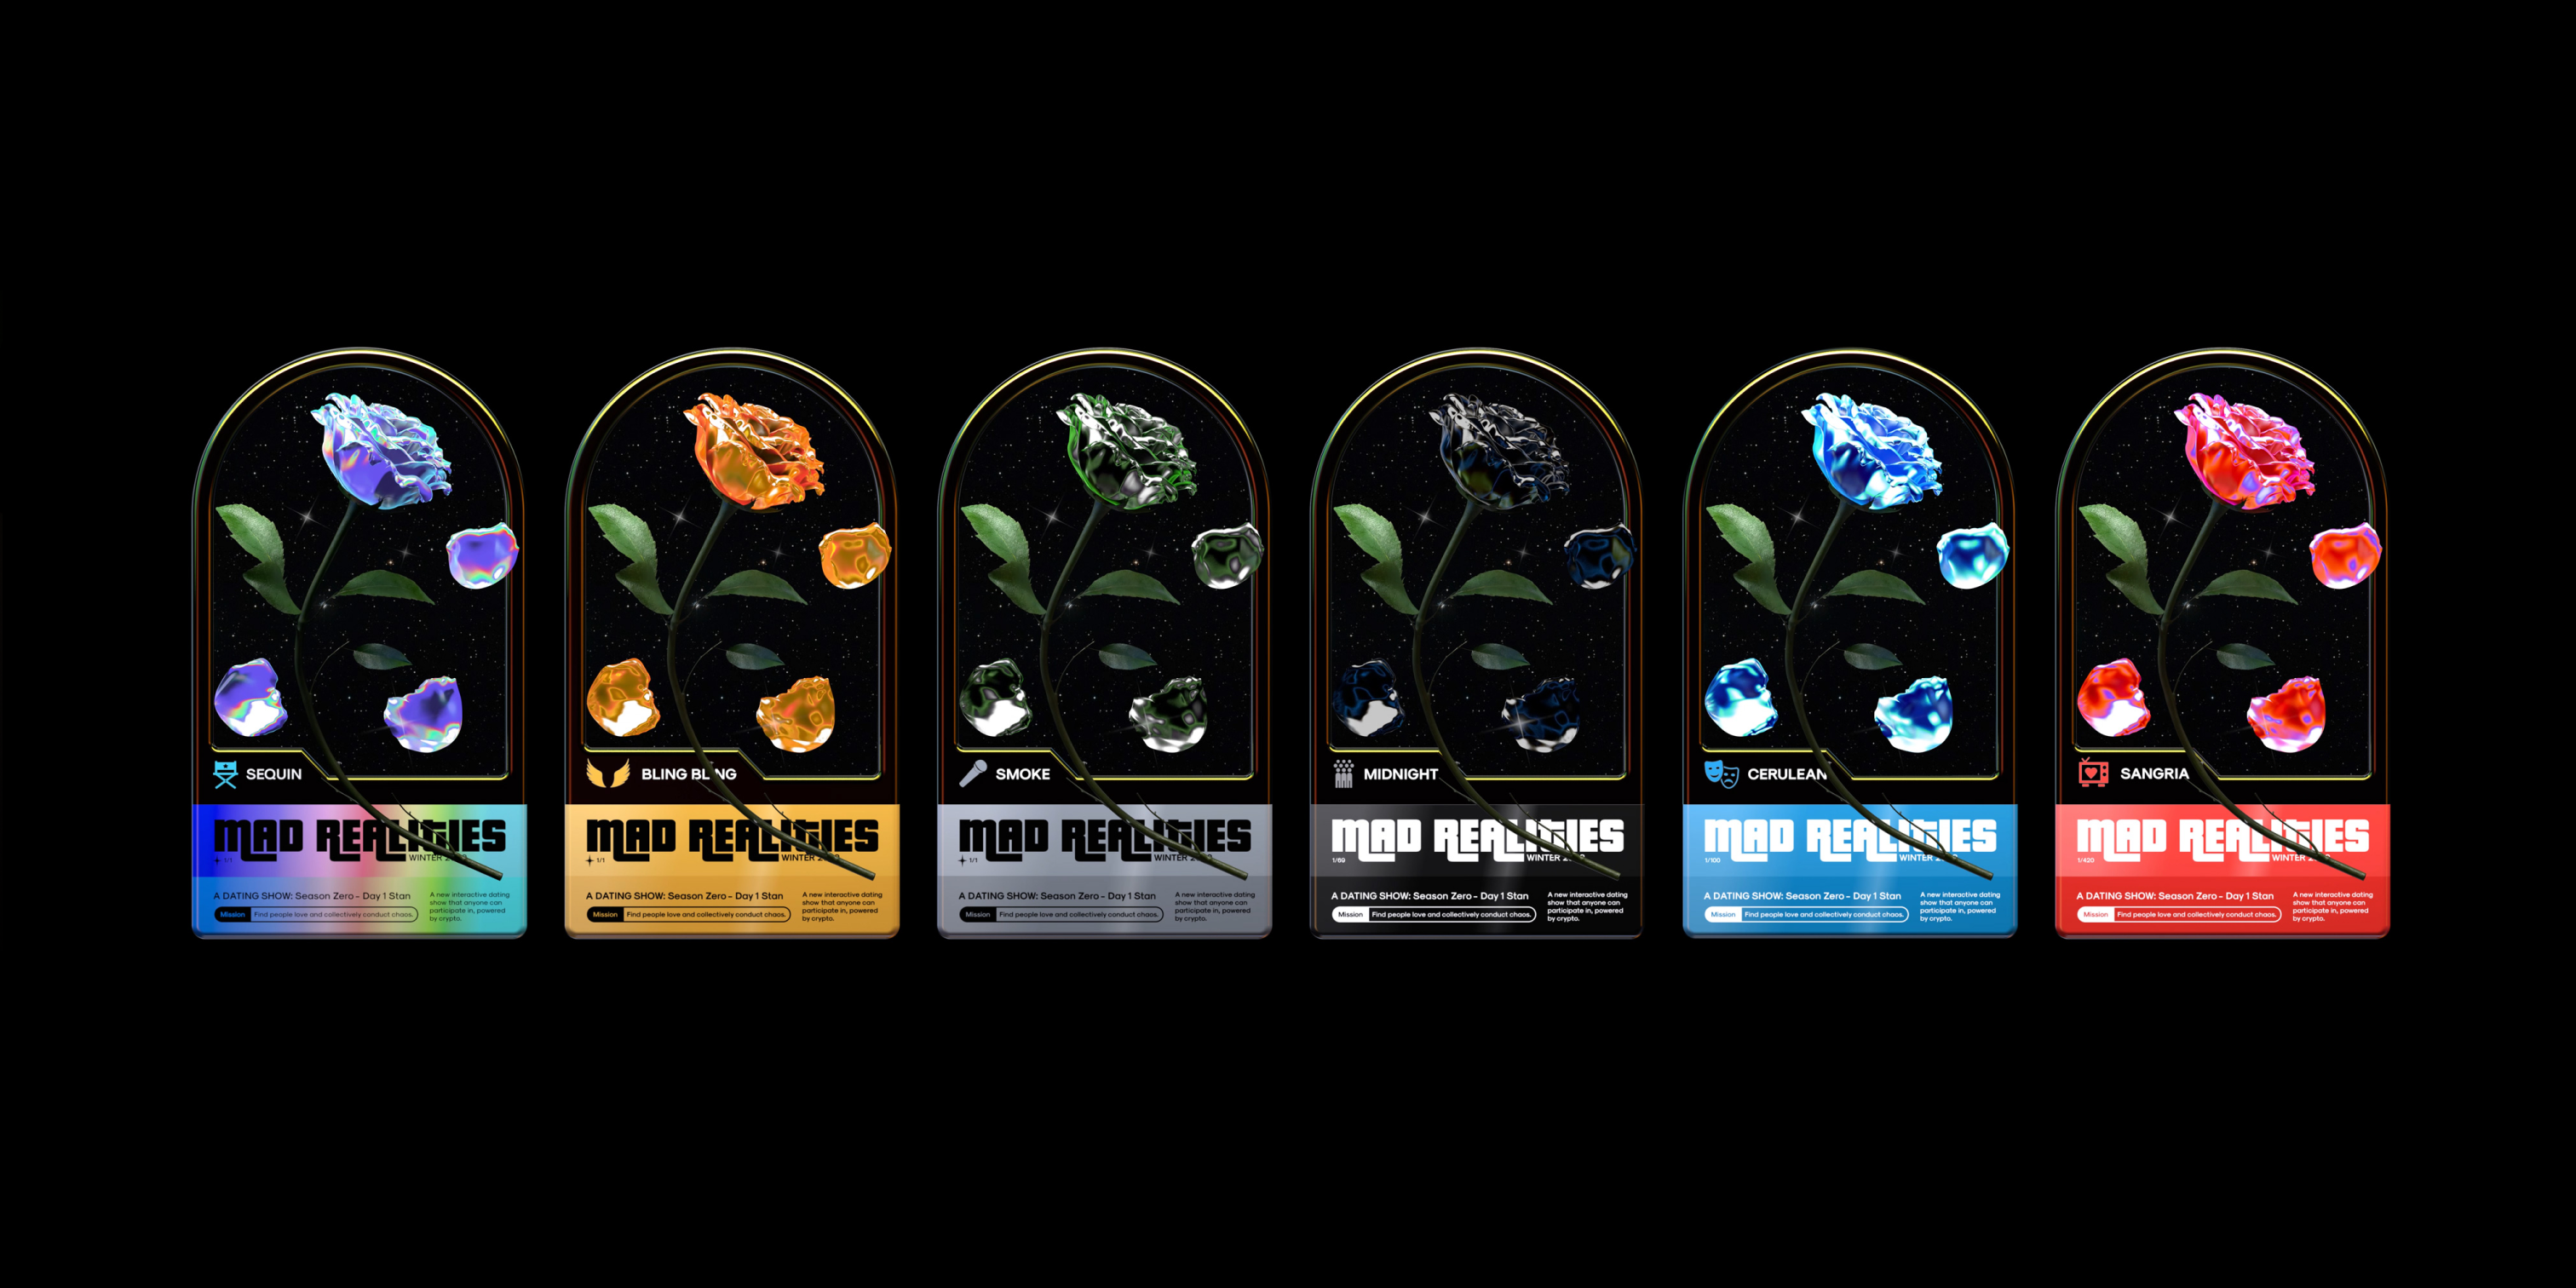 SEQUIN
MAD REALITIES
1/1
WINTER
A DATING SHOW: Season Zero - Day 1 Stan
Mission Find people love and collectively conduct chaos.
A new interactive dating
show that anyone can
participate in, powered
by crypto.
BLING BLING
MAD REALITIES
1/1
WINTER
A DATING SHOW: Season Zero - Day 1 Stan
Mission Find people love and collectively conduct chaos.
A new interactive dating
show that anyone can
participate in, powered
by crypto.
SMOKE
MAD REALITIES
1/1
WINTER
A DATING SHOW: Season Zero - Day 1 Stan
Mission Find people love and collectively conduct chaos.
A new interactive dating
show that anyone can
participate in, powered
by crypto.
MIDNIGHT
MAD REALITIES
1/69
WINTER
A DATING SHOW: Season Zero - Day 1 Stan
Mission Find people love and collectively conduct chaos.
A new interactive dating
show that anyone can
participate in, powered
by crypto.
CERULEAN
MAD REALITIES
1/100
WINTER
A DATING SHOW: Season Zero - Day 1 Stan
Mission Find people love and collectively conduct chaos.
A new interactive dating
show that anyone can
participate in, powered
by crypto.
SANGRIA
MAD REALITIES
1/420
WINTER
A DATING SHOW: Season Zero - Day 1 Stan
Mission Find people love and collectively conduct chaos.
A new interactive dating
show that anyone can
participate in, powered
by crypto.